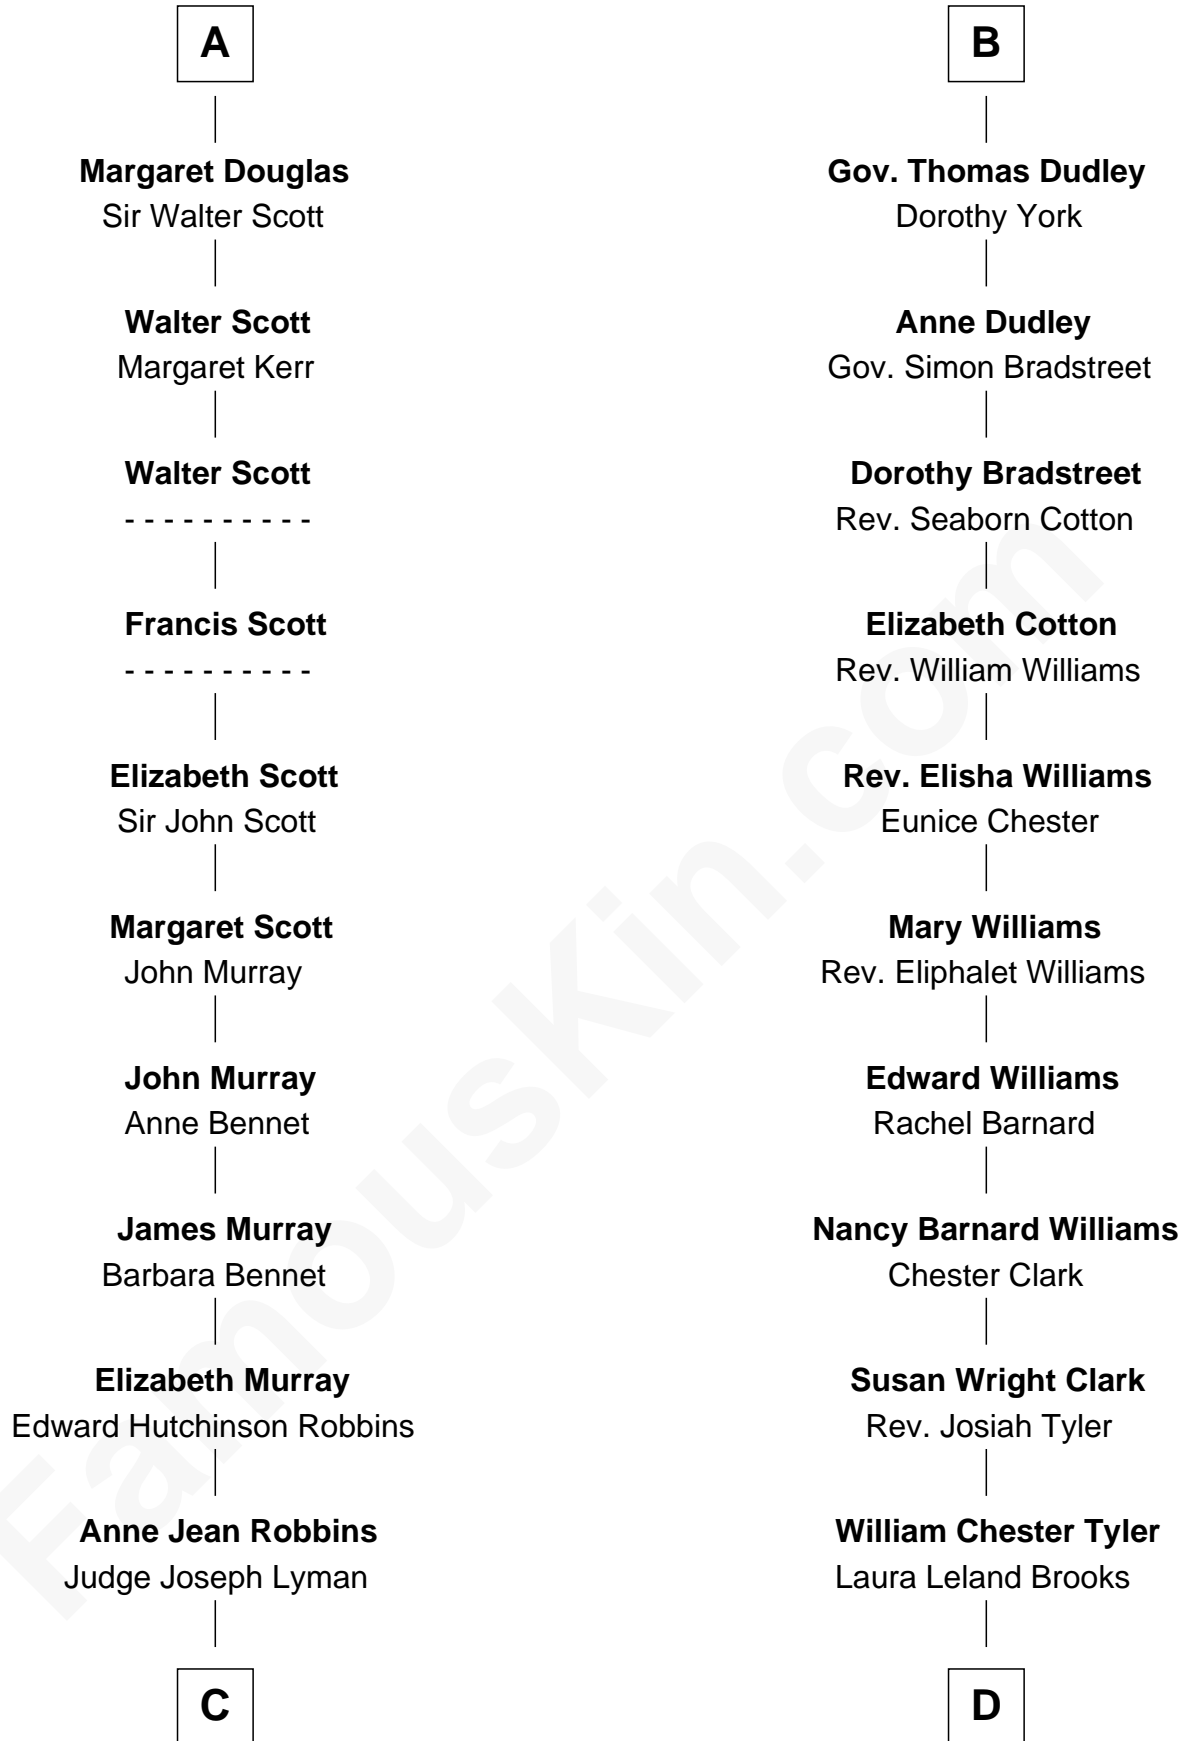 A
Margaret Douglas
Sir Walter Scott
Walter Scott
Margaret Kerr
Walter Scott
- - - - - - - - - -
Francis Scott
- - - - - - - - - -
Elizabeth Scott
Sir John Scott
Margaret Scott
John Murray
John Murray
Anne Bennet
James Murray
Barbara Bennet
Elizabeth Murray
Edward Hutchinson Robbins
Anne Jean Robbins
Judge Joseph Lyman
C
B
Gov. Thomas Dudley
Dorothy York
Anne Dudley
Gov. Simon Bradstreet
Dorothy Bradstreet
Rev. Seaborn Cotton
Elizabeth Cotton
Rev. William Williams
Rev. Elisha Williams
Eunice Chester
Mary Williams
Rev. Eliphalet Williams
Edward Williams
Rachel Barnard
Nancy Barnard Williams
Chester Clark
Susan Wright Clark
Rev. Josiah Tyler
William Chester Tyler
Laura Leland Brooks
D
FamousKin.com